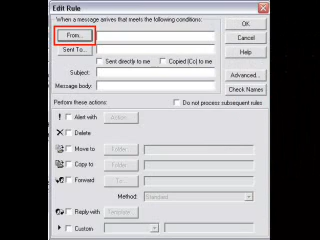 Edit Rule
When a message arrives that meets the following conditions:
From...
OK
Cancel
Sent To...
Help
Sent directly to me
Copied (Cc) to me
Subject:
Advanced...
Message body:
Check Names
Perform these actions:
Do not process subsequent rules
Alert with
Action...
Delete
Move to
Folder...
Copy to
Folder...
Forward
To...
Method:
Standard
Reply with
Template...
Custom